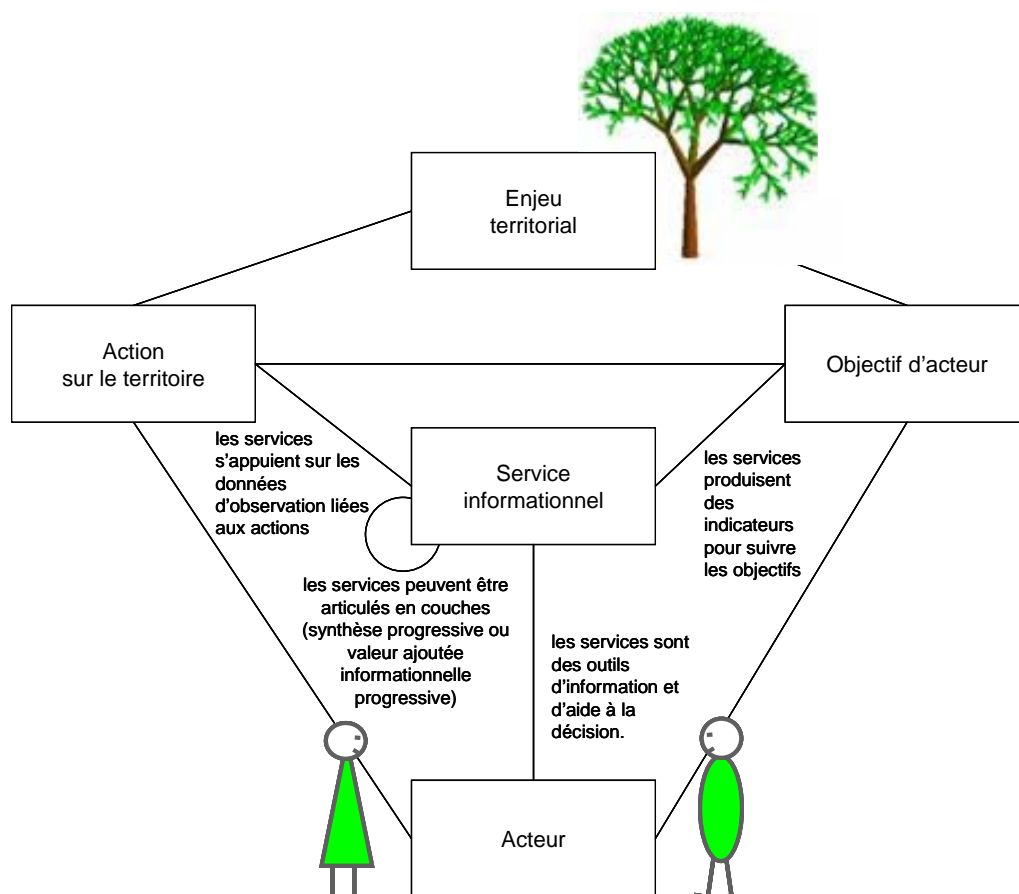 Enjeu
territorial
Action
sur le territoire
Objectif d’acteur
les services
s’appuient sur les
données
d’observation liées
aux actions
Service
informationnel
les services
produisent
des
indicateurs
pour suivre
les objectifs
les services peuvent être
articulés en couches
(synthèse progressive ou
valeur ajoutée
informationnelle
progressive)
les services sont
des outils
d’information et
d’aide à la
décision.
Acteur